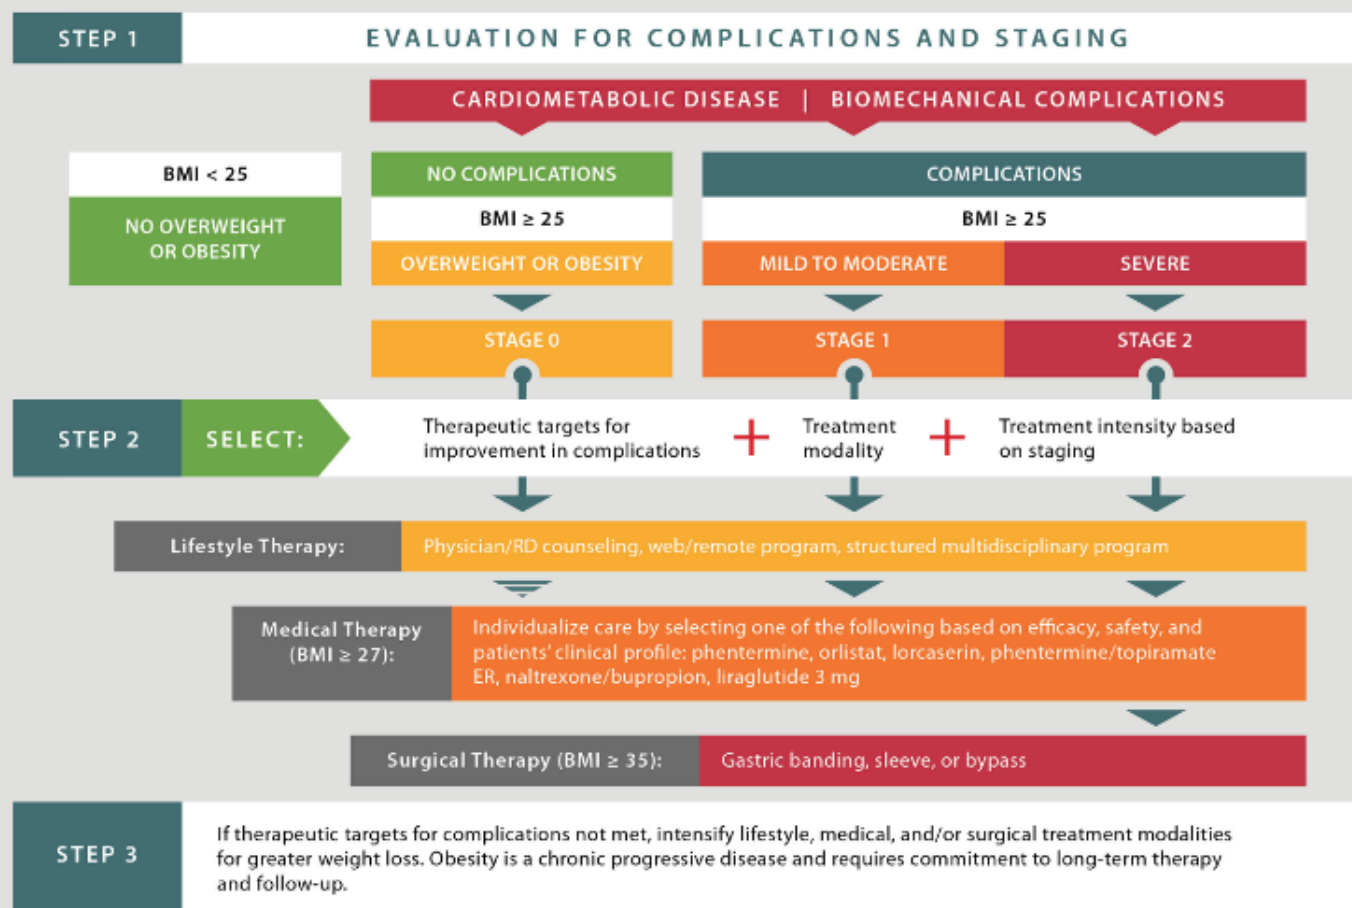 STEP 1
EVALUATION FOR COMPLICATIONS AND STAGING
CARDIOMETABOLIC DISEASE | BIOMECHANICAL COMPLICATIONS
BMI < 25
NO OVERWEIGHT
OR OBESITY
NO COMPLICATIONS
BMI ≥ 25
OVERWEIGHT OR OBESITY
STAGE 0
COMPLICATIONS
BMI ≥ 25
MILD TO MODERATE
SEVERE
STAGE 1
STAGE 2
STEP 2
SELECT:
Therapeutic targets for
improvement in complications
+
Treatment
modality
+
Treatment intensity based
on staging
Lifestyle Therapy:
Physician/RD counseling, web/remote program, structured multidisciplinary program
Medical Therapy
(BMI ≥ 27):
Individualize care by selecting one of the following based on efficacy, safety, and
patients' clinical profile: phentermine, orlistat, lorcaserin, phentermine/topiramate
ER, naltrexone/bupropion, liraglutide 3 mg
Surgical Therapy (BMI ≥ 35):
Gastric banding, sleeve, or bypass
STEP 3
If therapeutic targets for complications not met, intensify lifestyle, medical, and/or surgical treatment modalities
for greater weight loss. Obesity is a chronic progressive disease and requires commitment to long-term therapy
and follow-up.